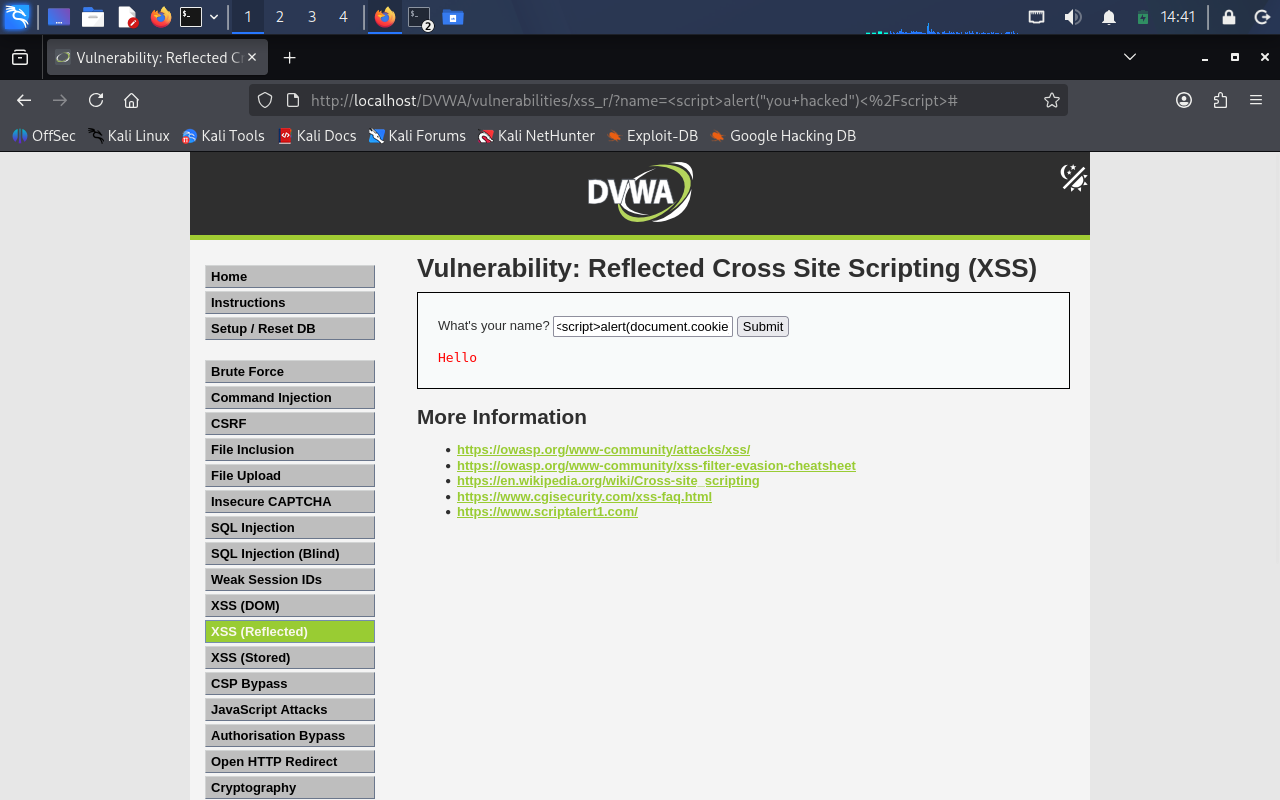 1 2 3 4 2 14:41
Vulnerability: Reflected C
http://localhost/DVWA/vulnerabilities/xss_r/?name=<script>alert("you+hacked")<%2Fscript>#
OffSec Kali Linux Kali Tools Kali Docs Kali Forums Kali NetHunter Exploit-DB Google Hacking DB
DVWA
Vulnerability: Reflected Cross Site Scripting (XSS)
Home
Instructions
Setup / Reset DB
Brute Force
Command Injection
CSRF
File Inclusion
File Upload
Insecure CAPTCHA
SQL Injection
SQL Injection (Blind)
Weak Session IDs
XSS (DOM)
XSS (Reflected)
XSS (Stored)
CSP Bypass
JavaScript Attacks
Authorisation Bypass
Open HTTP Redirect
Cryptography
What's your name? <script>alert(document.cookie Submit
Hello
More Information
https://owasp.org/www-community/attacks/xss/
https://owasp.org/www-community/xss-filter-evasion-cheatsheet
https://en.wikipedia.org/wiki/Cross-site_scripting
https://www.cgisecurity.com/xss-faq.html
https://www.scriptalert1.com/